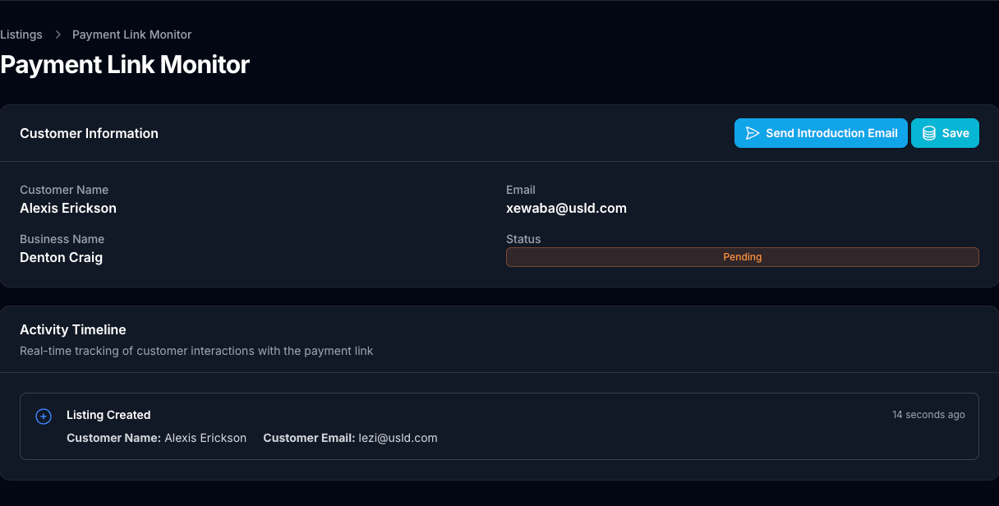 Listings > Payment Link Monitor
Payment Link Monitor
Customer Information
Send Introduction Email
Save
Customer Name
Alexis Erickson
Email
xewaba@usld.com
Business Name
Denton Craig
Status
Pending
Activity Timeline
Real-time tracking of customer interactions with the payment link
Listing Created
14 seconds ago
Customer Name: Alexis Erickson Customer Email: lezi@usld.com